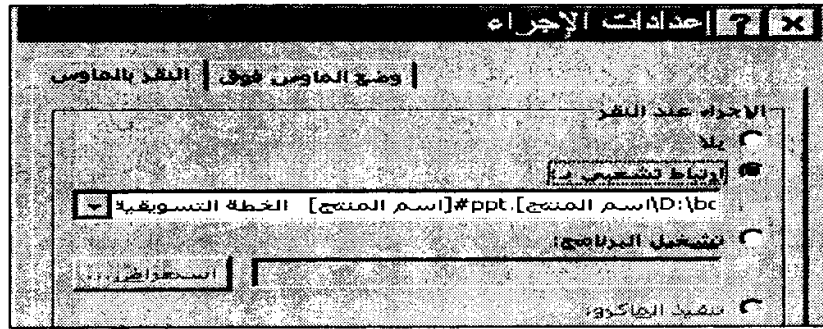 إعدادات الإجراء
النقر بالماوس وضع الماوس فوق
الإجراء عند النقر
بلا
ارتباط تشعبي بـ:
D:\bc\اسم المنتج].ppt#[اسم المنتج] الخطة التسويقية
تشغيل البرنامج:
استعراض...
تنفيذ الماكرو: